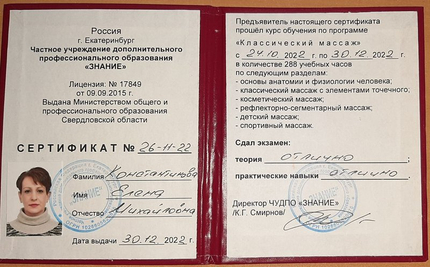 Россия
г. Екатеринбург
Частное учреждение дополнительного
профессионального образования
«ЗНАНИЕ»
Лицензия: № 17849
от 09.09.2015 г.
Выдана Министерством общего и
профессионального образования
Свердловской области
СЕРТИФИКАТ № 26-11-22
Фамилия Константинова
Имя Елена
Отчество Михайловна
Дата выдачи 30.12.2022 г.
Предъявитель настоящего сертификата
прошёл курс обучения по программе
«Классический массаж»
с 24.10.2022 г. по 30.12.2022 г.
в количестве 288 учебных часов
по следующим разделам:
- основы анатомии и физиологии человека;
- классический массаж с элементами точечного;
- косметический массаж;
- рефлекторно-сегментарный массаж;
- детский массаж;
- спортивный массаж.
Сдал экзамен:
теория отлично ;
практические навыки отлично .
Директор ЧУДПО «ЗНАНИЕ»
/К.Г. Смирнов/